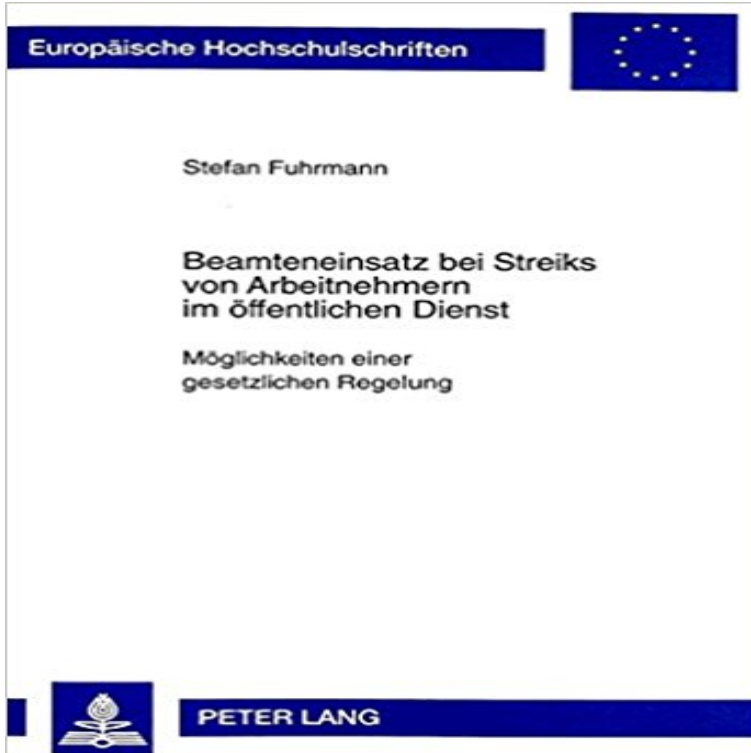 Europäische Hochschulschriften
Stefan Fuhrmann
Beamteneinsatz bei Streiks
von Arbeitnehmern
im öffentlichen Dienst
Möglichkeiten einer
gesetzlichen Regelung
PETER LANG